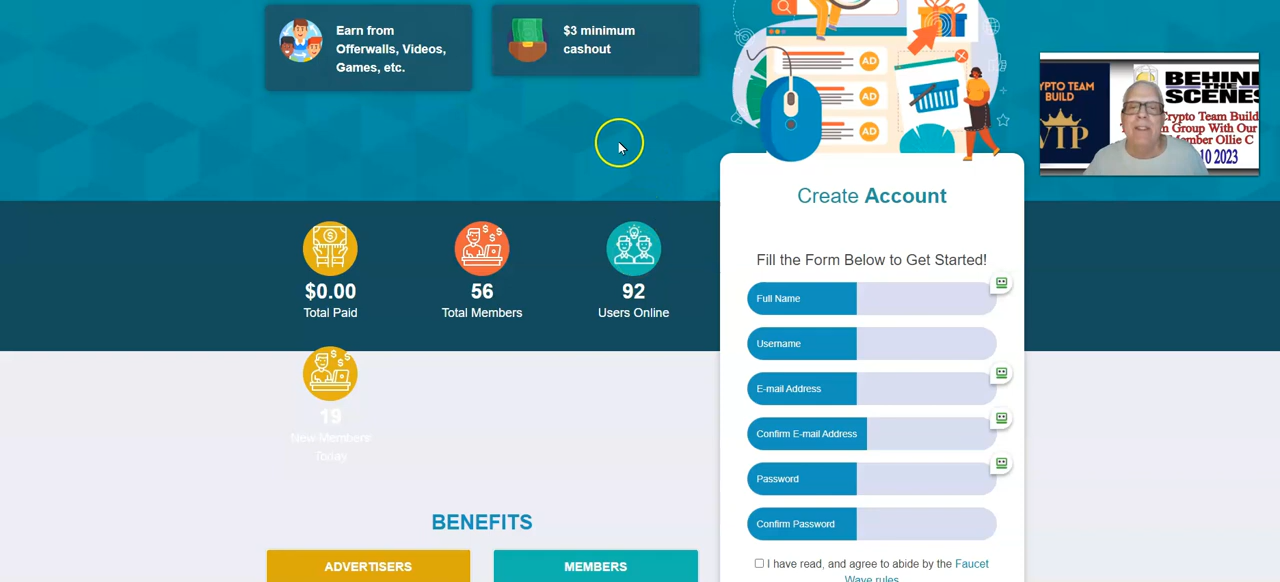 Earn from
Offerwalls, Videos,
Games, etc.
$3 minimum
cashout
AD
AD
AD
YPTO TEAM
BUILD
VIP
BEHIN
THE
SCENES
Crypto Team Build
Group With Our
Member Ollie C
10 2023
Create Account
Fill the Form Below to Get Started!
Full Name
Username
E-mail Address
Confirm E-mail Address
Password
Confirm Password
I have read, and agree to abide by the Faucet
Wave rules
$0.00
Total Paid
56
Total Members
92
Users Online
19
New Members
Today
BENEFITS
ADVERTISERS
MEMBERS